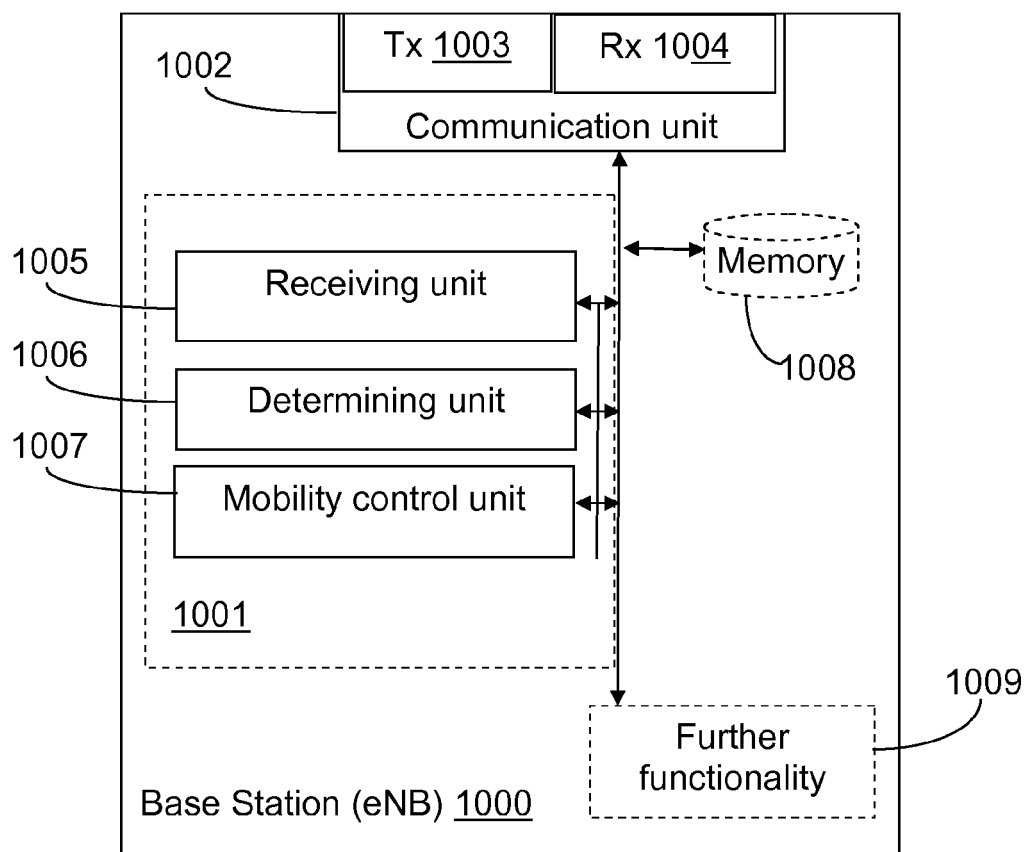 Tx 1003
Rx 1004
1002
Communication unit
1005
Receiving unit
Memory
1006
1008
Determining unit
1007
Mobility control unit
1001
1009
Further
functionality
Base Station (eNB) 1000